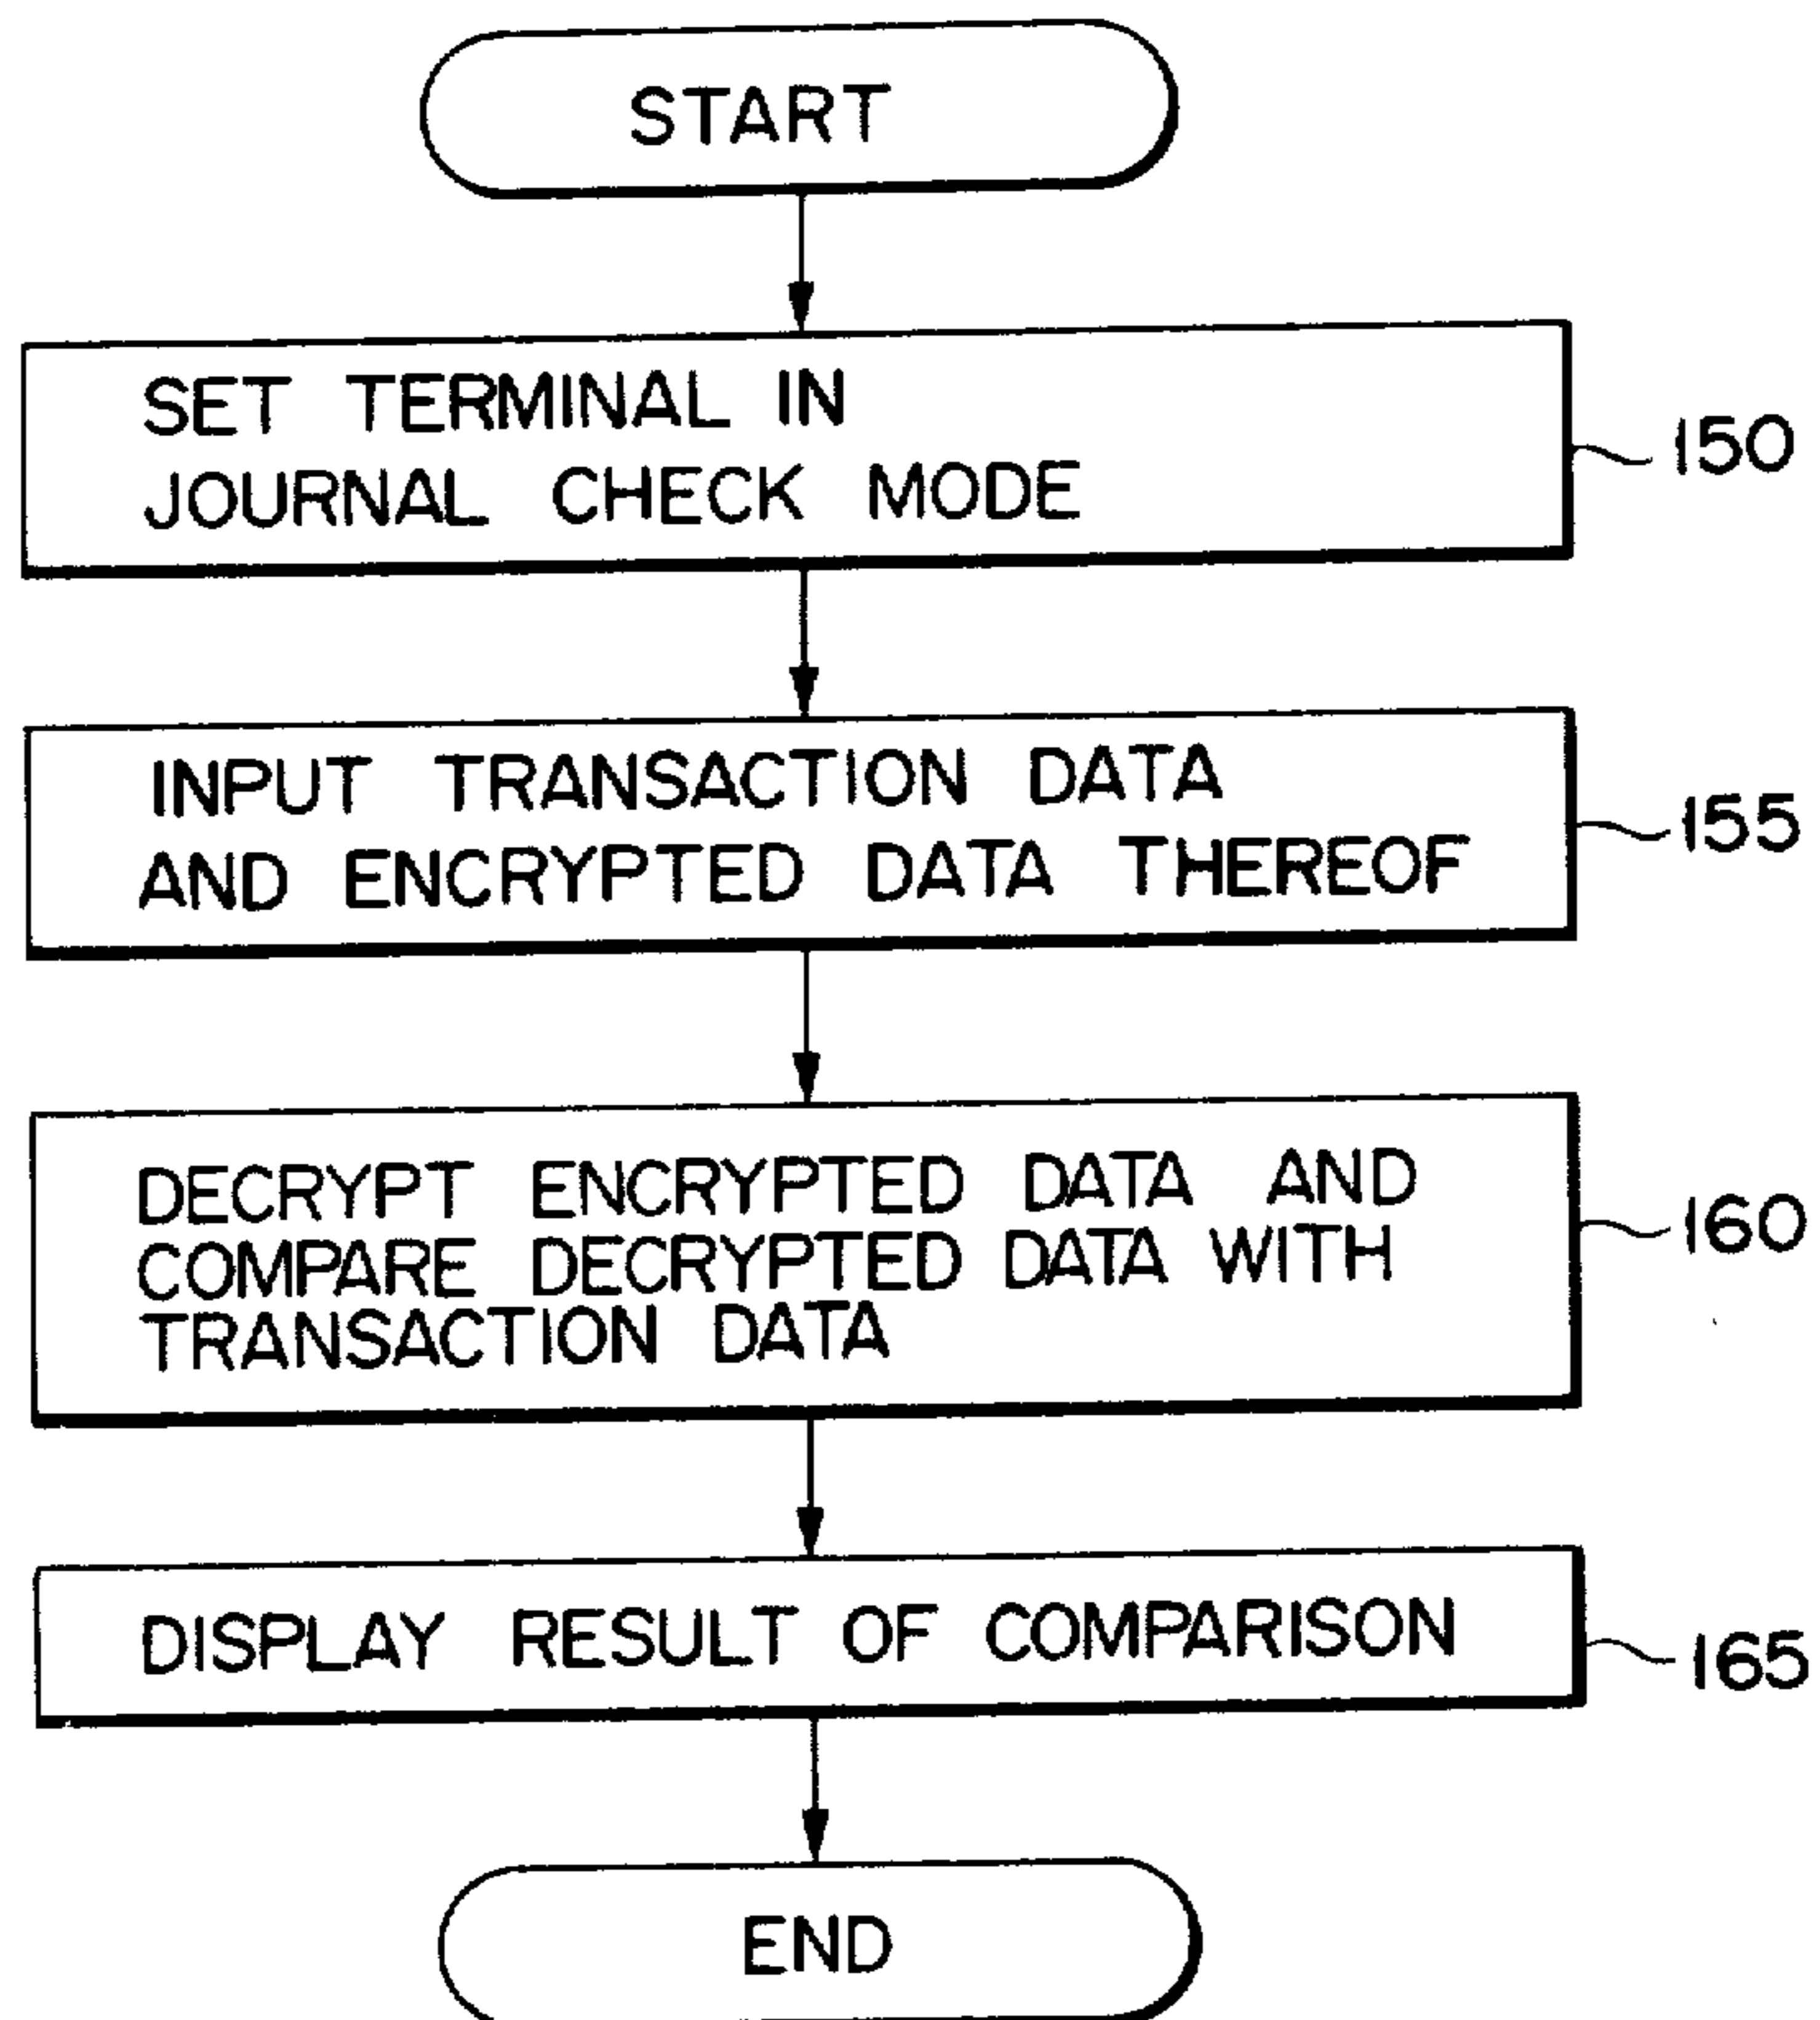 START
SET TERMINAL IN
JOURNAL CHECK MODE
150
INPUT TRANSACTION DATA
AND ENCRYPTED DATA THEREOF
155
DECRYPT ENCRYPTED DATA AND
COMPARE DECRYPTED DATA WITH
TRANSACTION DATA
160
DISPLAY RESULT OF COMPARISON
165
END